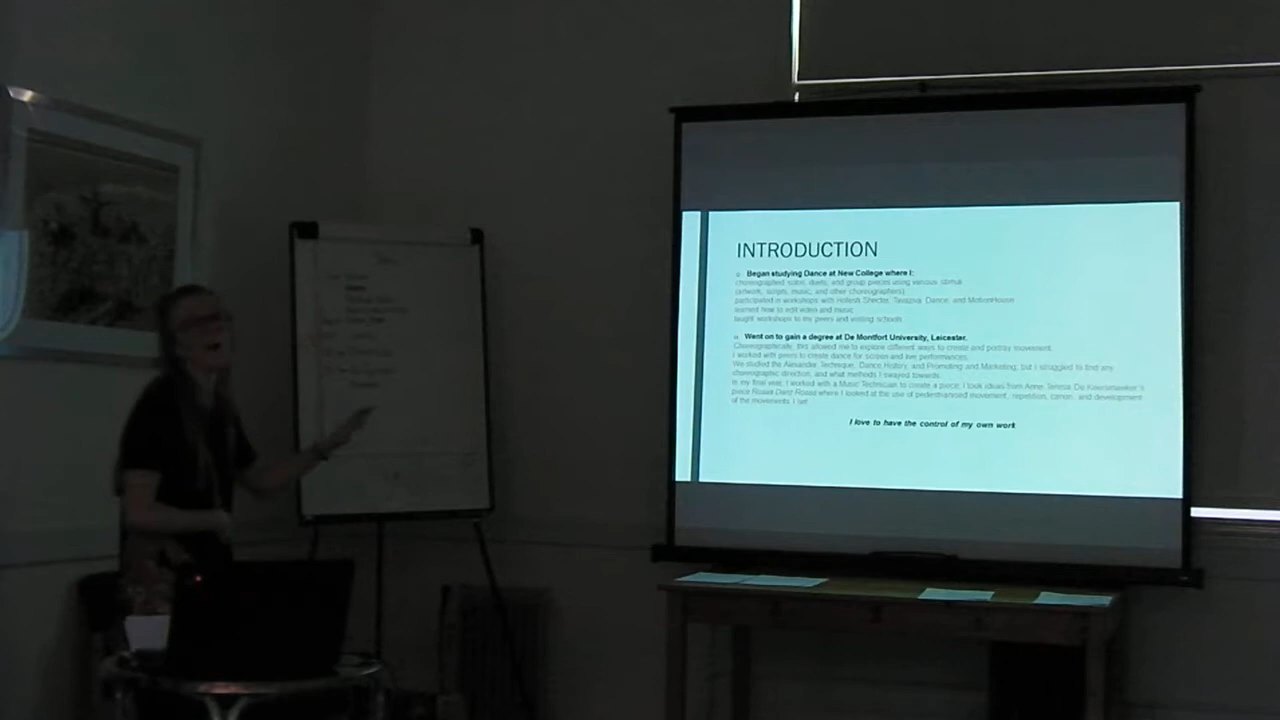 INTRODUCTION
Began studying Dance at New College where I:
choreographed solos, duets, and group pieces using various stimuli
(artwork, scripts, music, and other choreographers)
participated in workshops with Hofesh Shecter, Tavaziva Dance, and MotionHouse
learned how to edit video and music
taught workshops to my peers and visiting schools
Went on to gain a degree at De Montfort University, Leicester.
Choreographically, this allowed me to explore different ways to create and portray movement.
I worked with peers to create dance for screen and live performances.
We studied the Alexander Technique, Dance History, and Promoting and Marketing, but I struggled to find any
choreographic direction, and what methods I swayed towards.
In my final year, I worked with a Music Technician to create a piece; I took ideas from Anne Teresa De Keersmaeker's
piece Rosas Danz Rosas where I looked at the use of pedestrianised movement, repetition, canon, and development
of the movements I set
I love to have the control of my own work